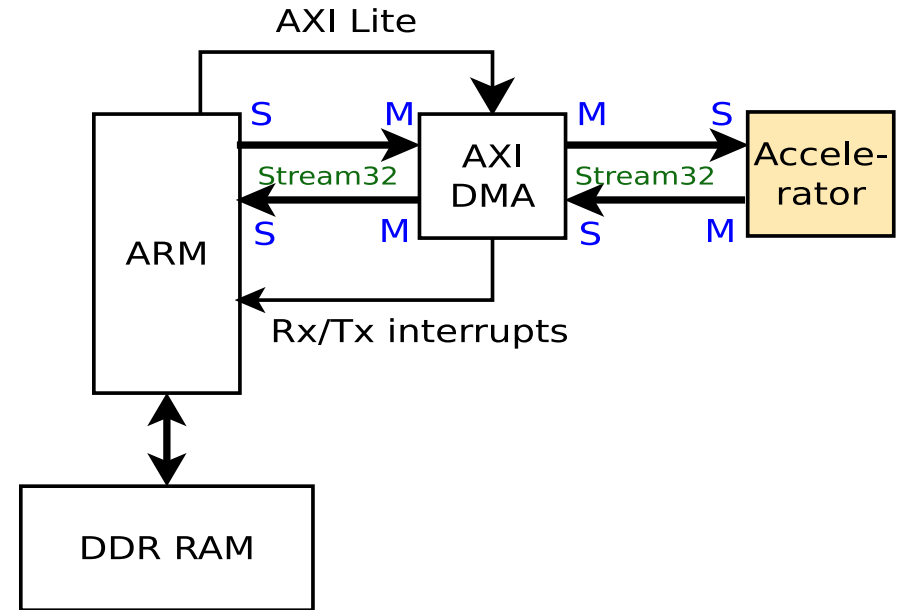 AXI Lite
S
M
M
S
AXI
DMA
Accele-
rator
Stream32
Stream32
S
M
S
M
ARM
Rx/Tx interrupts
DDR RAM